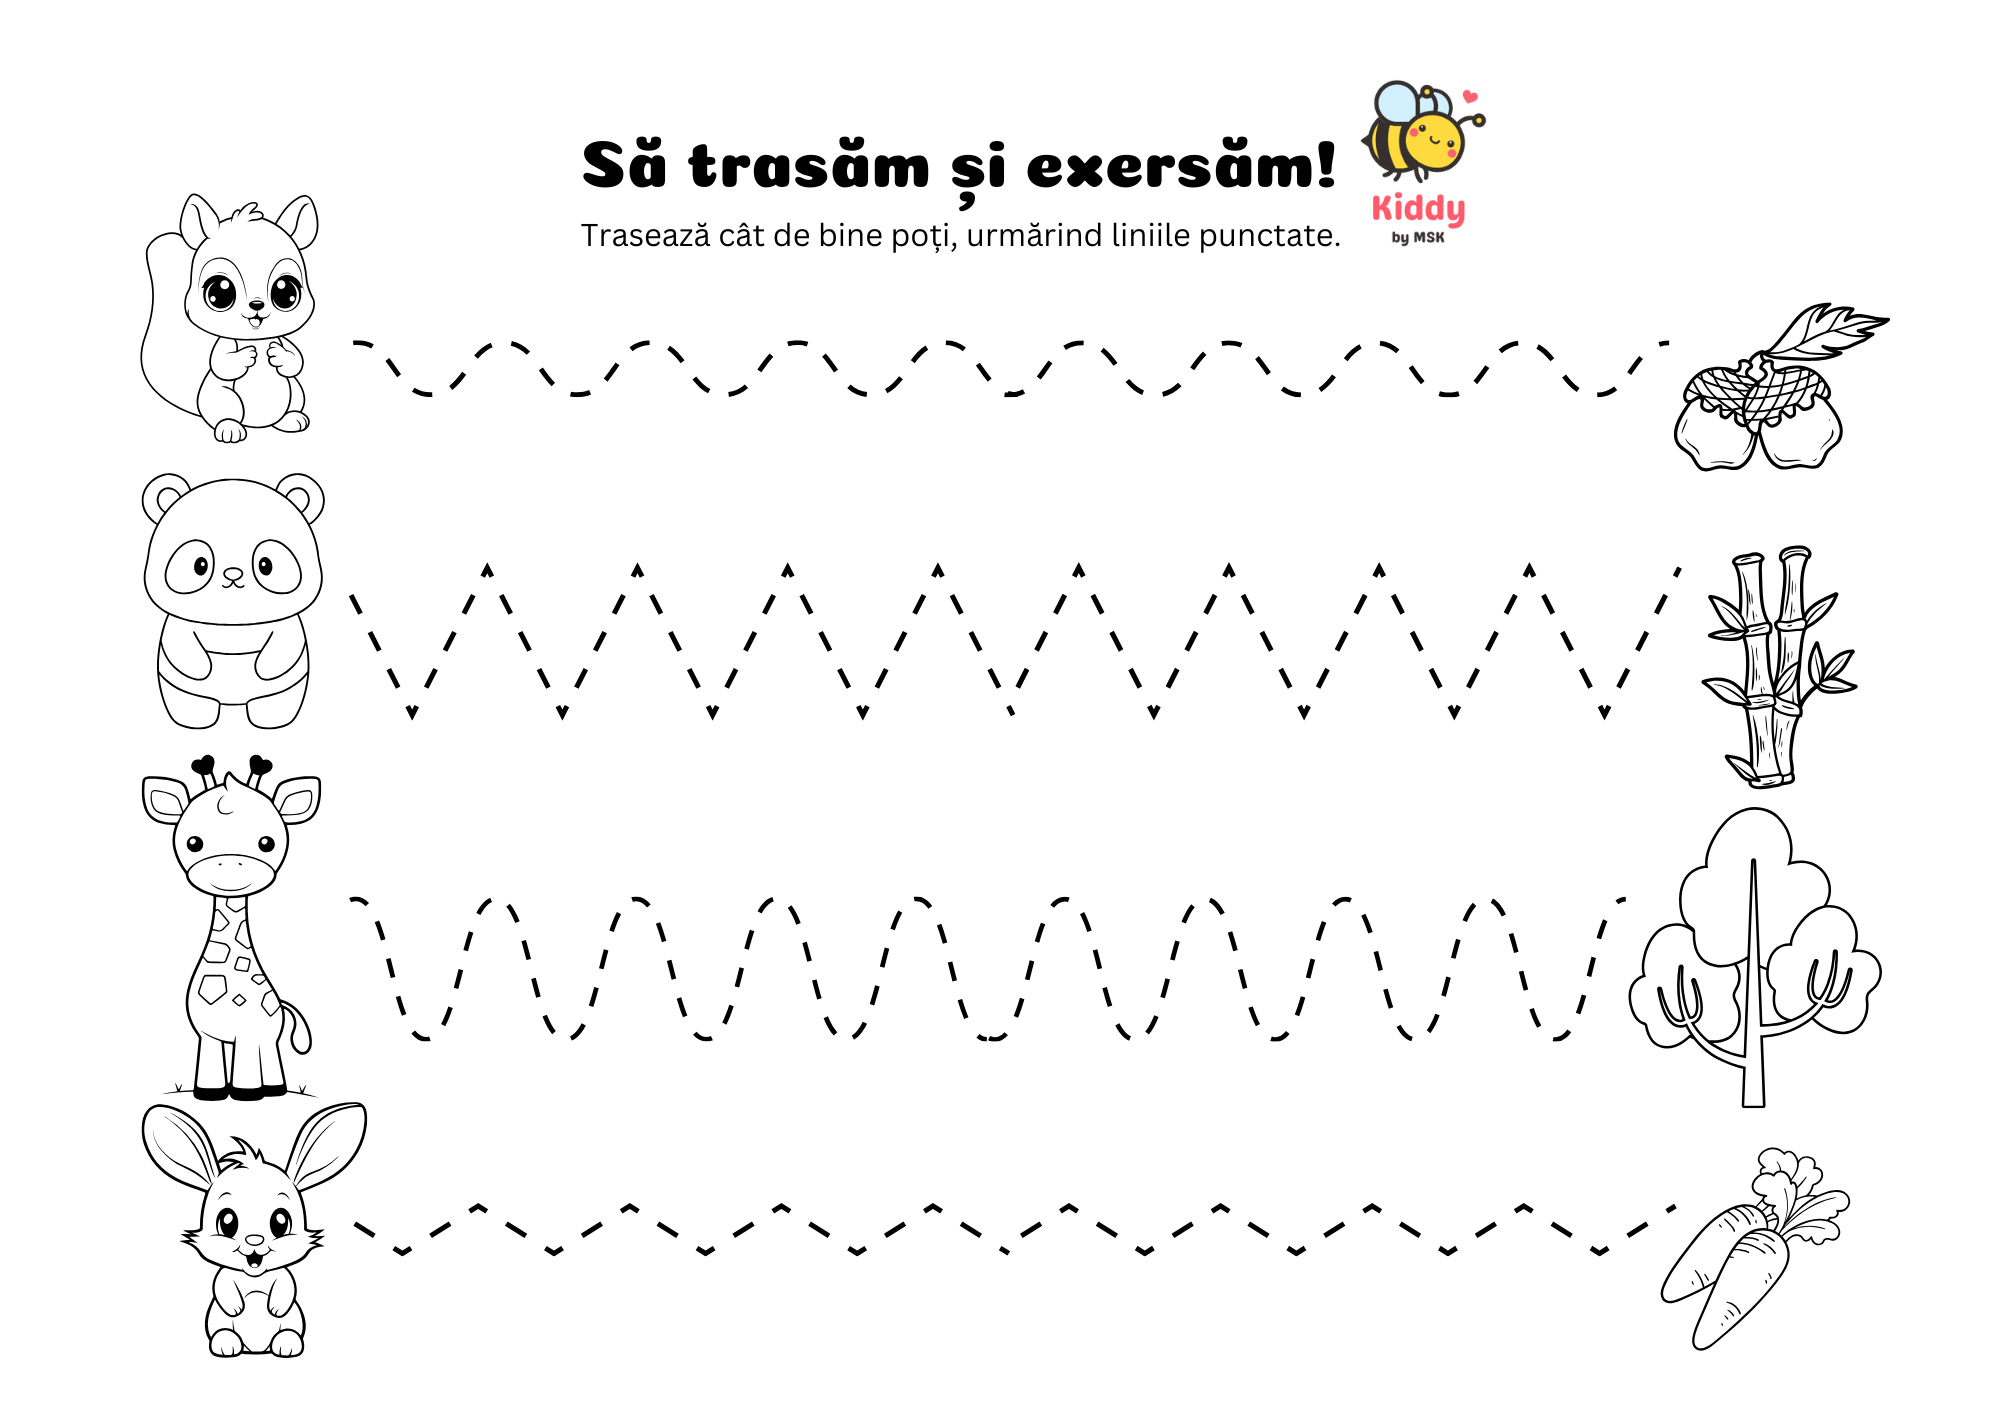 Să trasăm și exersăm!
Trasează cât de bine poți, urmărind liniile punctate.
Kiddy
by MSK